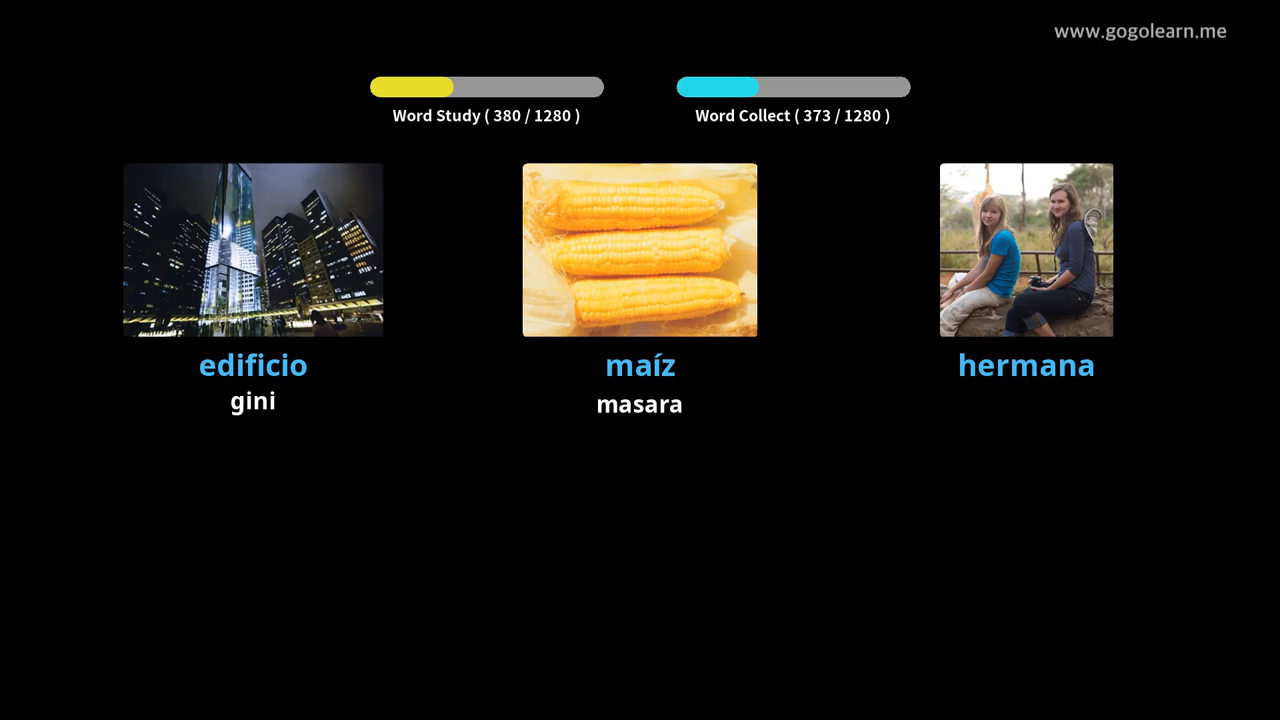 www.gogolearn.me
Word Study ( 380 / 1280 )
Word Collect ( 373 / 1280 )
edificio
gini
maíz
masara
hermana